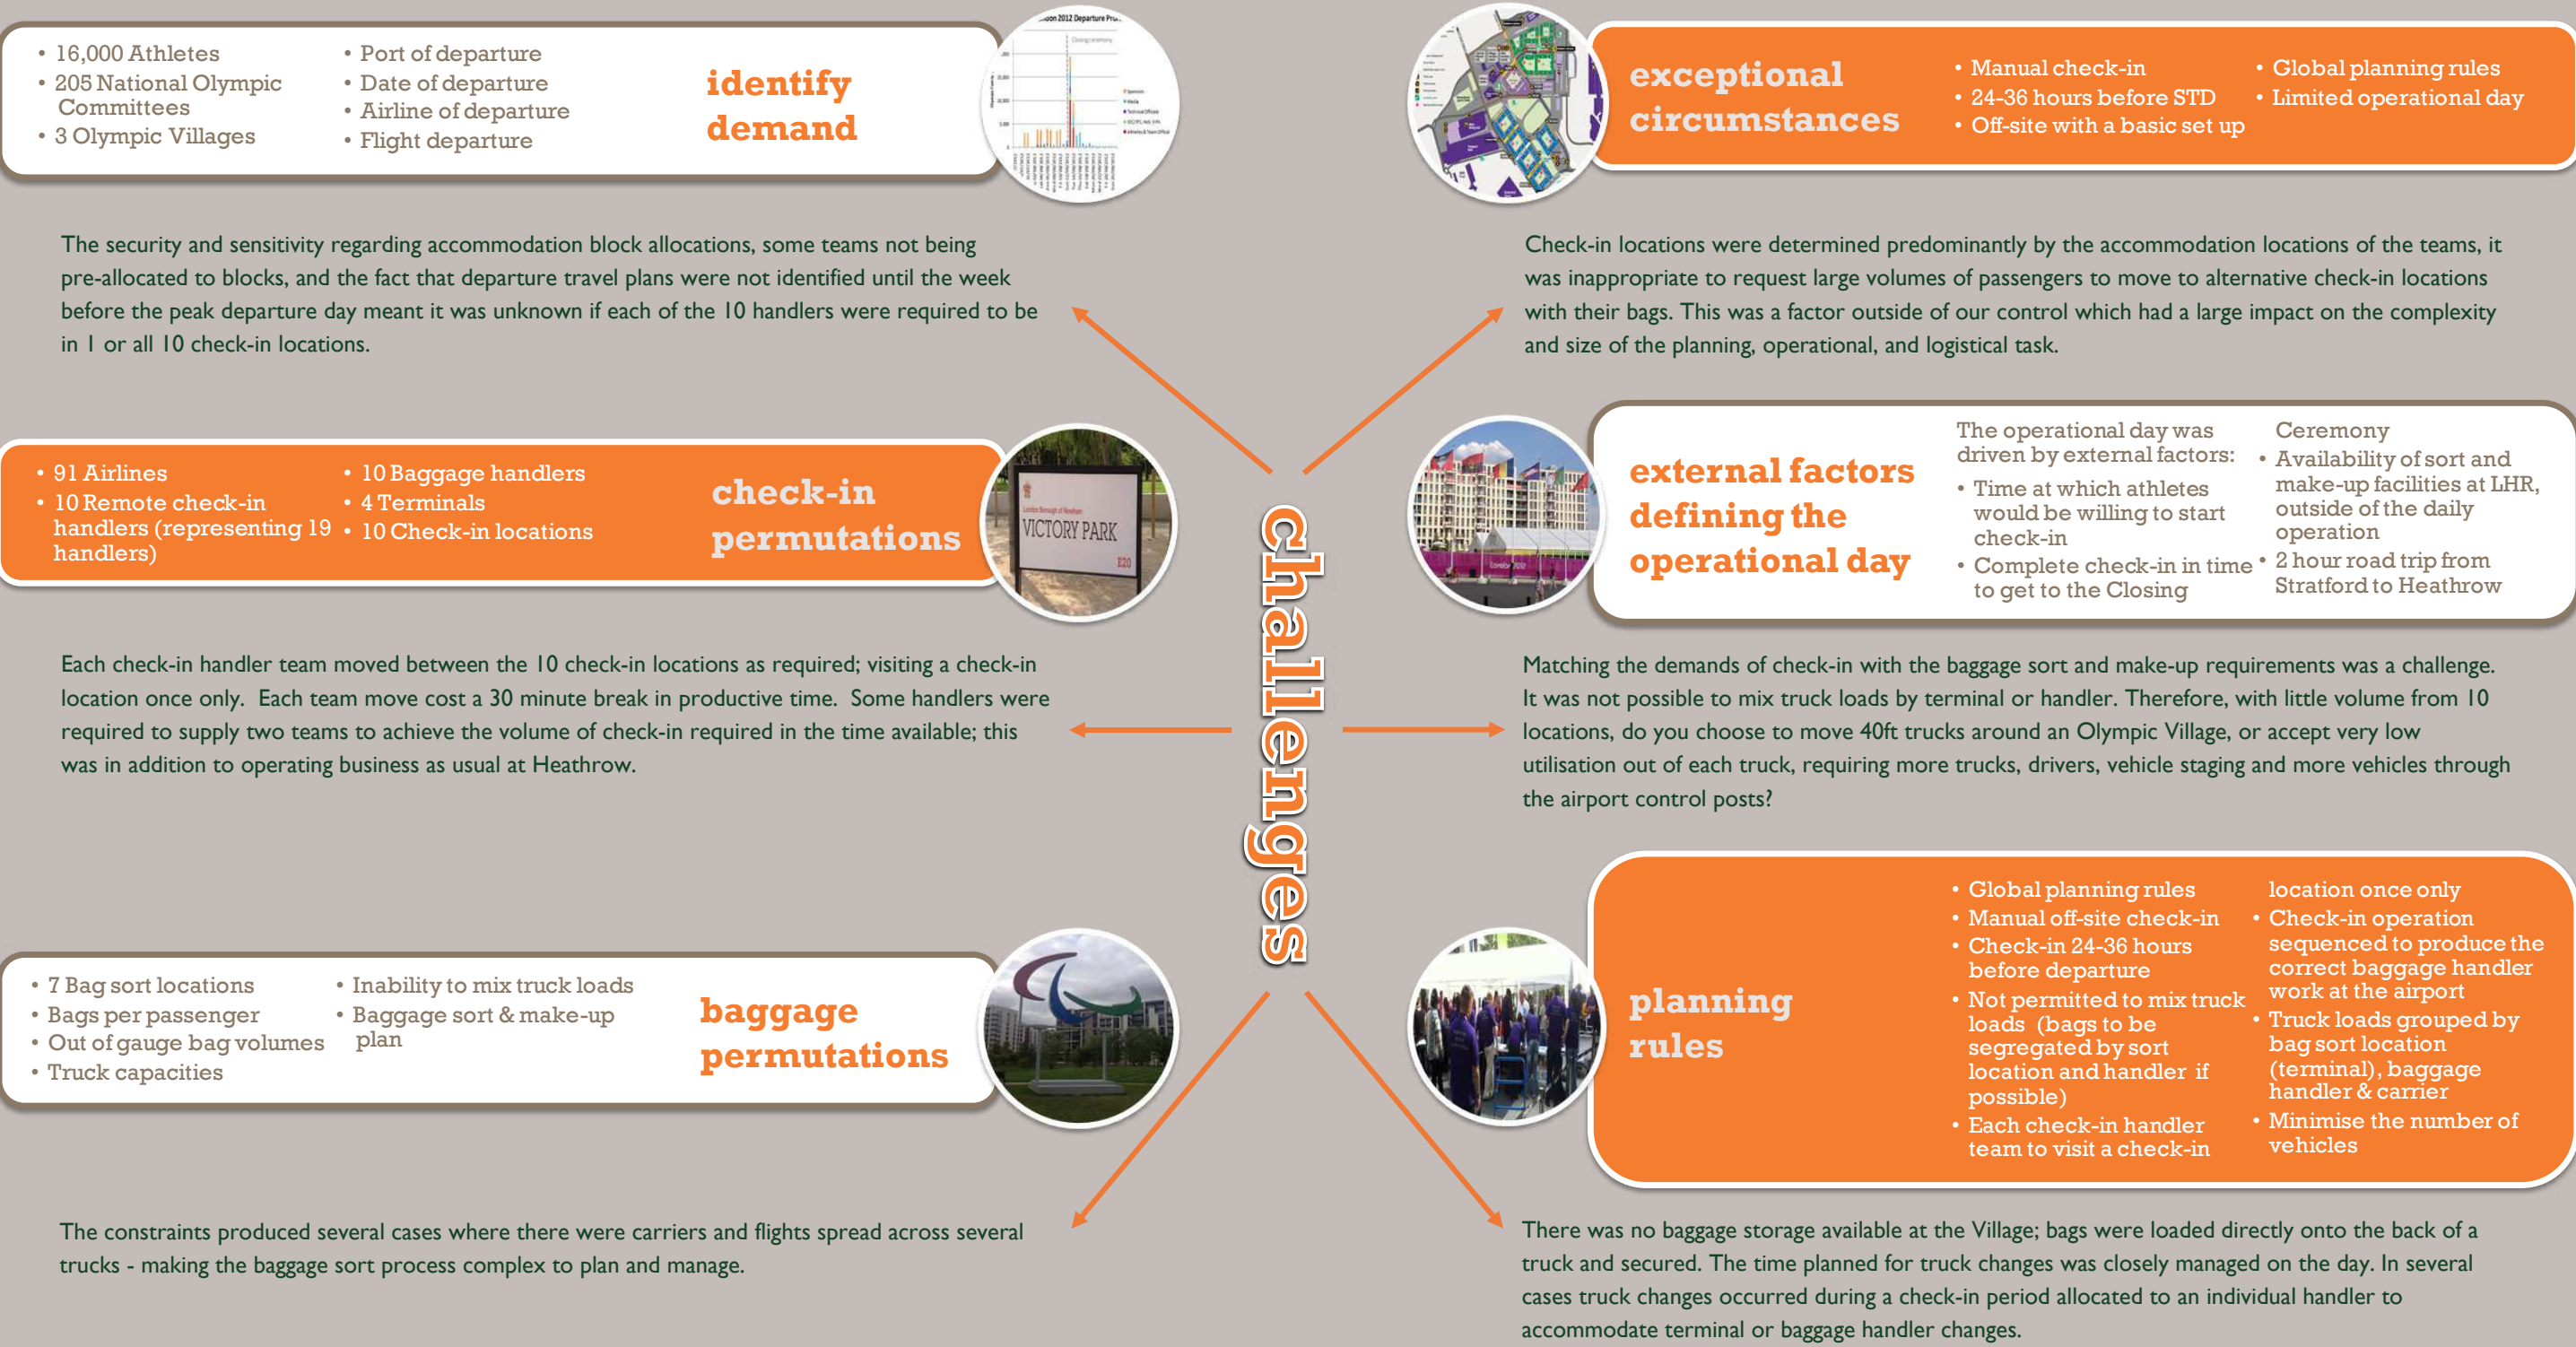 • 16,000 Athletes
• 205 National Olympic
Committees
• 3 Olympic Villages
• Port of departure
• Date of departure
• Airline of departure
• Flight departure
identify
demand
2012 Departure
Closing ceremony
The security and sensitivity regarding accommodation block allocations, some teams not being
pre-allocated to blocks, and the fact that departure travel plans were not identified until the week
before the peak departure day meant it was unknown if each of the 10 handlers were required to be
in 1 or all 10 check-in locations.
• 91 Airlines
• 10 Remote check-in
handlers (representing 19
handlers)
• 10 Baggage handlers
• 4 Terminals
• 10 Check-in locations
check-in
permutations
London Borough of Newham
VICTORY PARK
E20
Each check-in handler team moved between the 10 check-in locations as required; visiting a check-in
location once only. Each team move cost a 30 minute break in productive time. Some handlers were
required to supply two teams to achieve the volume of check-in required in the time available; this
was in addition to operating business as usual at Heathrow.
• 7 Bag sort locations
• Bags per passenger
• Out of gauge bag volumes
• Truck capacities
• Inability to mix truck loads
• Baggage sort & make-up
plan
baggage
permutations
The constraints produced several cases where there were carriers and flights spread across several
trucks - making the baggage sort process complex to plan and manage.
challenges
exceptional
circumstances
• Manual check-in
• 24-36 hours before STD
• Off-site with a basic set up
• Global planning rules
• Limited operational day
Check-in locations were determined predominantly by the accommodation locations of the teams, it
was inappropriate to request large volumes of passengers to move to alternative check-in locations
with their bags. This was a factor outside of our control which had a large impact on the complexity
and size of the planning, operational, and logistical task.
London 2012
external factors
defining the
operational day
The operational day was
driven by external factors:
• Time at which athletes
would be willing to start
check-in
• Complete check-in in time
to get to the Closing
Ceremony
• Availability of sort and
make-up facilities at LHR,
outside of the daily
operation
• 2 hour road trip from
Stratford to Heathrow
Matching the demands of check-in with the baggage sort and make-up requirements was a challenge.
It was not possible to mix truck loads by terminal or handler. Therefore, with little volume from 10
locations, do you choose to move 40ft trucks around an Olympic Village, or accept very low
utilisation out of each truck, requiring more trucks, drivers, vehicle staging and more vehicles through
the airport control posts?
planning
rules
• Global planning rules
• Manual off-site check-in
• Check-in 24-36 hours
before departure
• Not permitted to mix truck
loads (bags to be
segregated by sort
location and handler if
possible)
• Each check-in handler
team to visit a check-in
location once only
• Check-in operation
sequenced to produce the
correct baggage handler
work at the airport
• Truck loads grouped by
bag sort location
(terminal), baggage
handler & carrier
• Minimise the number of
vehicles
There was no baggage storage available at the Village; bags were loaded directly onto the back of a
truck and secured. The time planned for truck changes was closely managed on the day. In several
cases truck changes occurred during a check-in period allocated to an individual handler to
accommodate terminal or baggage handler changes.